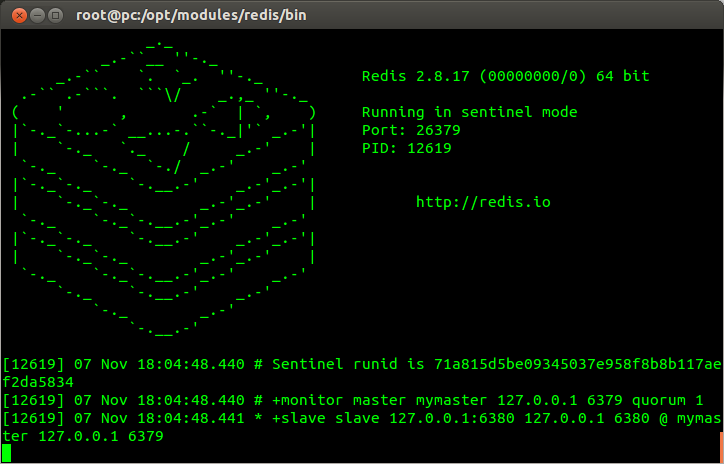 root@pc:/opt/modules/redis/bin
Redis 2.8.17 (00000000/0) 64 bit
Running in sentinel mode
Port: 26379
PID: 12619
http://redis.io
[12619] 07 Nov 18:04:48.440 # Sentinel runid is 71a815d5be09345037e958f8b8b117ae
f2da5834
[12619] 07 Nov 18:04:48.440 # +monitor master mymaster 127.0.0.1 6379 quorum 1
[12619] 07 Nov 18:04:48.441 * +slave slave 127.0.0.1:6380 127.0.0.1 6380 @ mymas
ter 127.0.0.1 6379